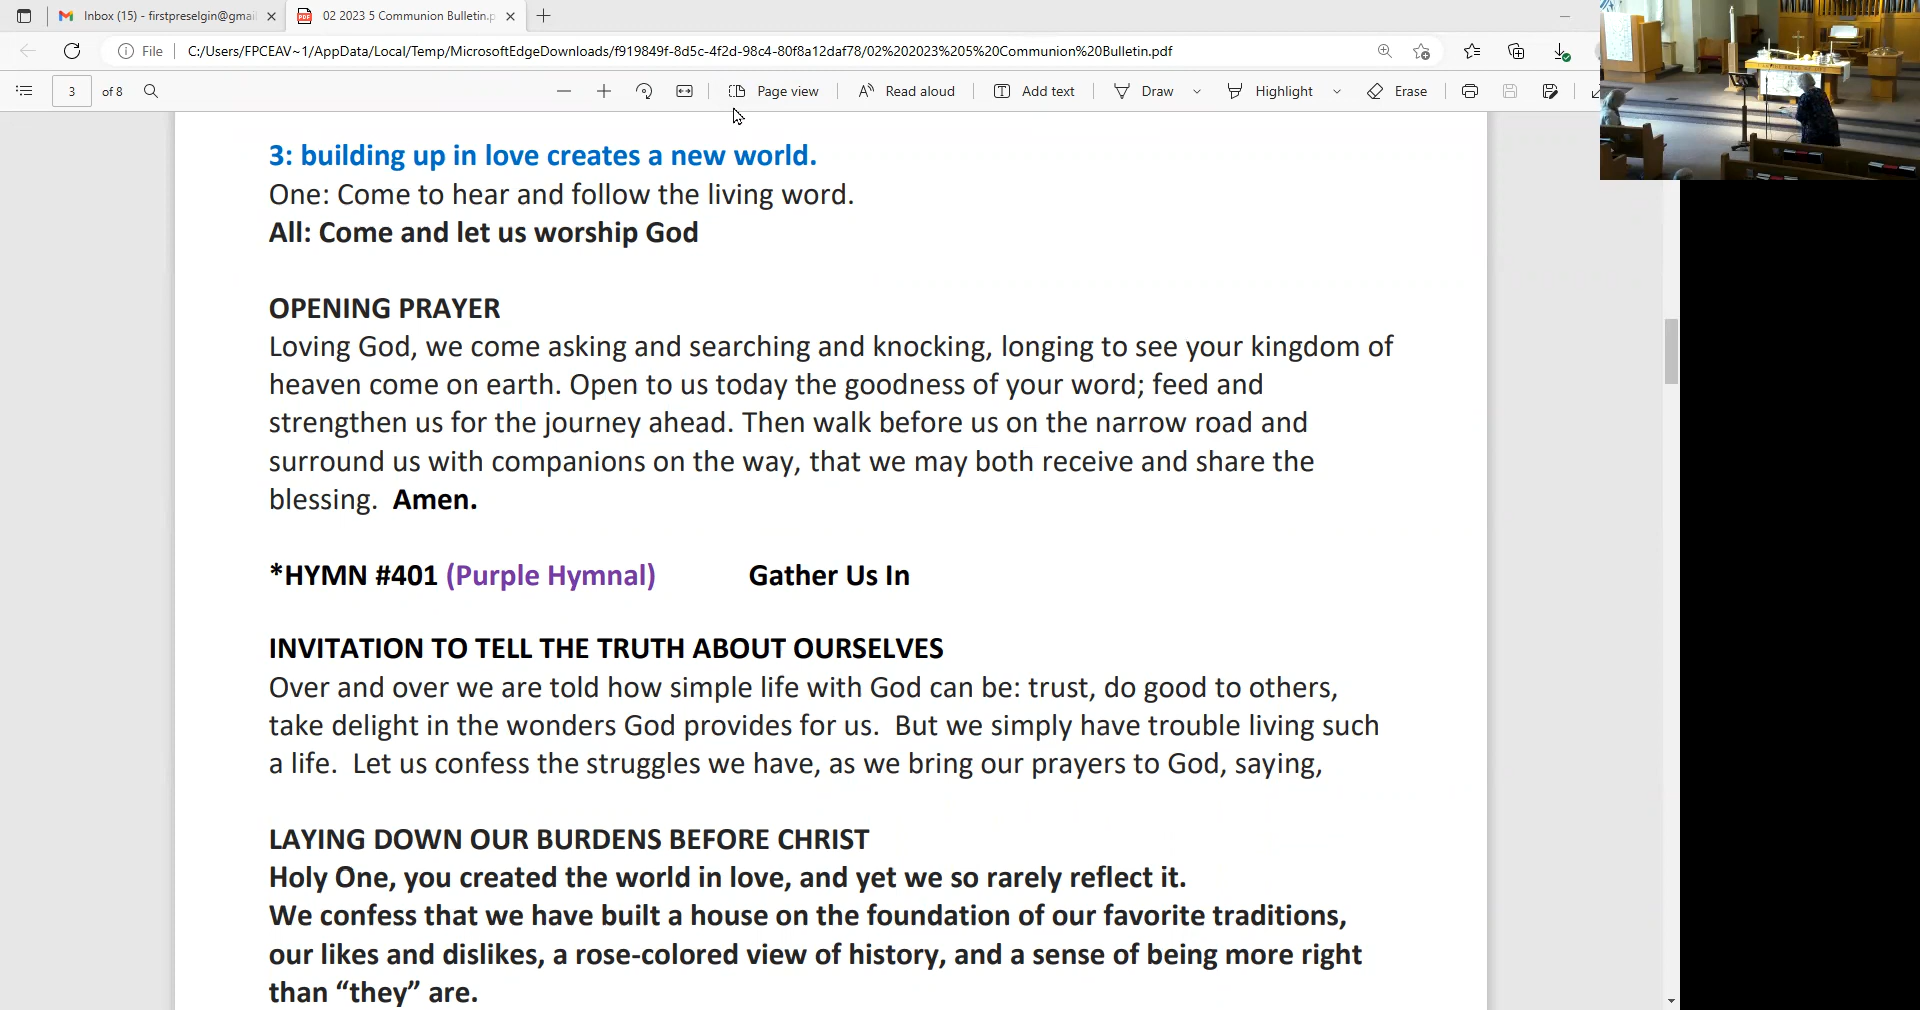 Inbox (15) - firstpreselgin@gmai
02 2023 5 Communion Bulletin.p
File
C:/Users/FPCEAV~1/AppData/Local/Temp/MicrosoftEdgeDownloads/f919849f-8d5c-4f2d-98c4-80f8a12daf78/02%202023%205%20Communion%20Bulletin.pdf
3 of 8 Page view Read aloud Add text Draw Highlight Erase
3: building up in love creates a new world.
One: Come to hear and follow the living word.
All: Come and let us worship God
OPENING PRAYER
Loving God, we come asking and searching and knocking, longing to see your kingdom of
heaven come on earth. Open to us today the goodness of your word; feed and
strengthen us for the journey ahead. Then walk before us on the narrow road and
surround us with companions on the way, that we may both receive and share the
blessing. Amen.
*HYMN #401 (Purple Hymnal) Gather Us In
INVITATION TO TELL THE TRUTH ABOUT OURSELVES
Over and over we are told how simple life with God can be: trust, do good to others,
take delight in the wonders God provides for us. But we simply have trouble living such
a life. Let us confess the struggles we have, as we bring our prayers to God, saying,
LAYING DOWN OUR BURDENS BEFORE CHRIST
Holy One, you created the world in love, and yet we so rarely reflect it.
We confess that we have built a house on the foundation of our favorite traditions,
our likes and dislikes, a rose-colored view of history, and a sense of being more right
than “they” are.